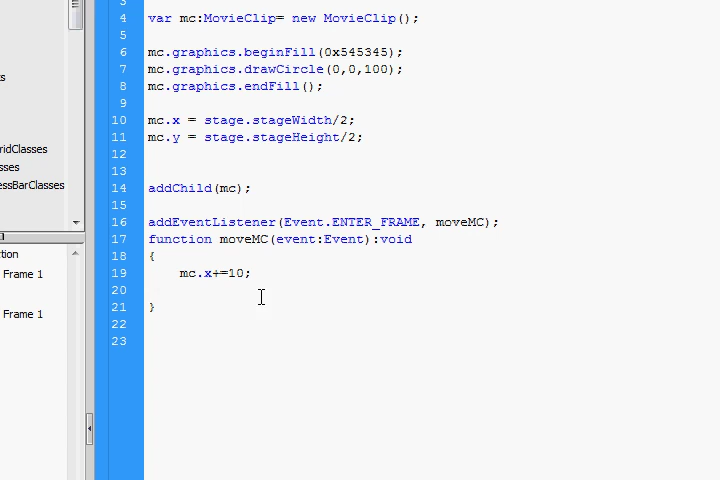 3
4 var mc:MovieClip= new MovieClip();
5
6 mc.graphics.beginFill(0x545345);
7 mc.graphics.drawCircle(0,0,100);
8 mc.graphics.endFill();
9
10 mc.x = stage.stageWidth/2;
11 mc.y = stage.stageHeight/2;
12
13
14 addChild(mc);
15
16 addEventListener(Event.ENTER_FRAME, moveMC);
17 function moveMC(event:Event):void
18 {
19 mc.x+=10;
20
21 }
22
23
ridClasses
sses
essBarClasses
tion
Frame 1
Frame 1